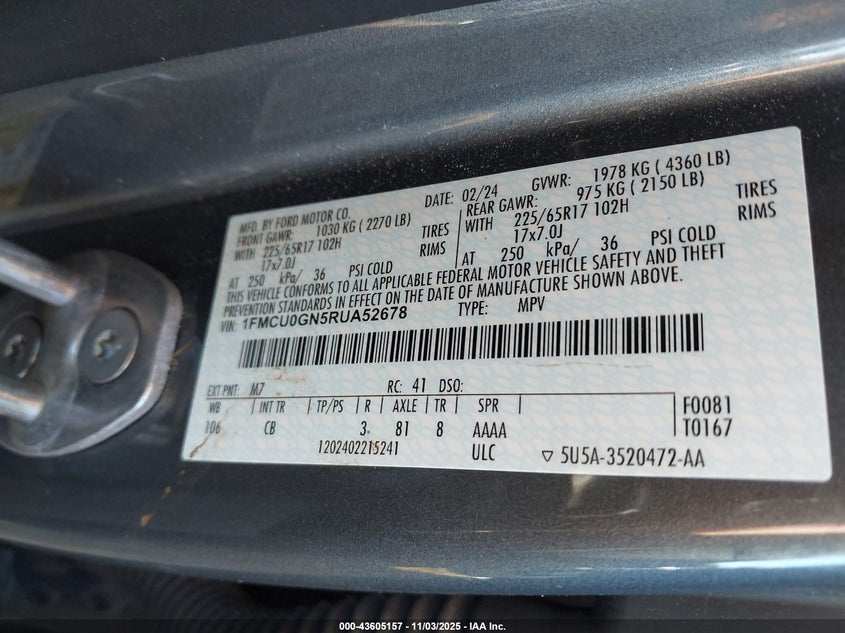 MFD. BY FORD MOTOR CO. DATE: 02/24 GVWR: 1978 KG ( 4360 LB)
FRONT GAWR: 1030 KG ( 2270 LB) REAR GAWR: 975 KG ( 2150 LB)
WITH 225/65R17 102H TIRES WITH 225/65R17 102H TIRES
17x7.0J RIMS 17x7.0J RIMS
AT 250 kPa/ 36 PSI COLD AT 250 kPa/ 36 PSI COLD
THIS VEHICLE CONFORMS TO ALL APPLICABLE FEDERAL MOTOR VEHICLE SAFETY AND THEFT
PREVENTION STANDARDS IN EFFECT ON THE DATE OF MANUFACTURE SHOWN ABOVE.
VIN: 1FMCU0GN5RUA52678 TYPE: MPV
EXT PNT: M7 RC: 41 DSO:
WB INT TR TP/PS R AXLE TR SPR F0081
106 CB 3 81 8 AAAA T0167
1202402215241 ULC 5U5A-3520472-AA
000-43605157 - 11/03/2025 - IAA Inc.